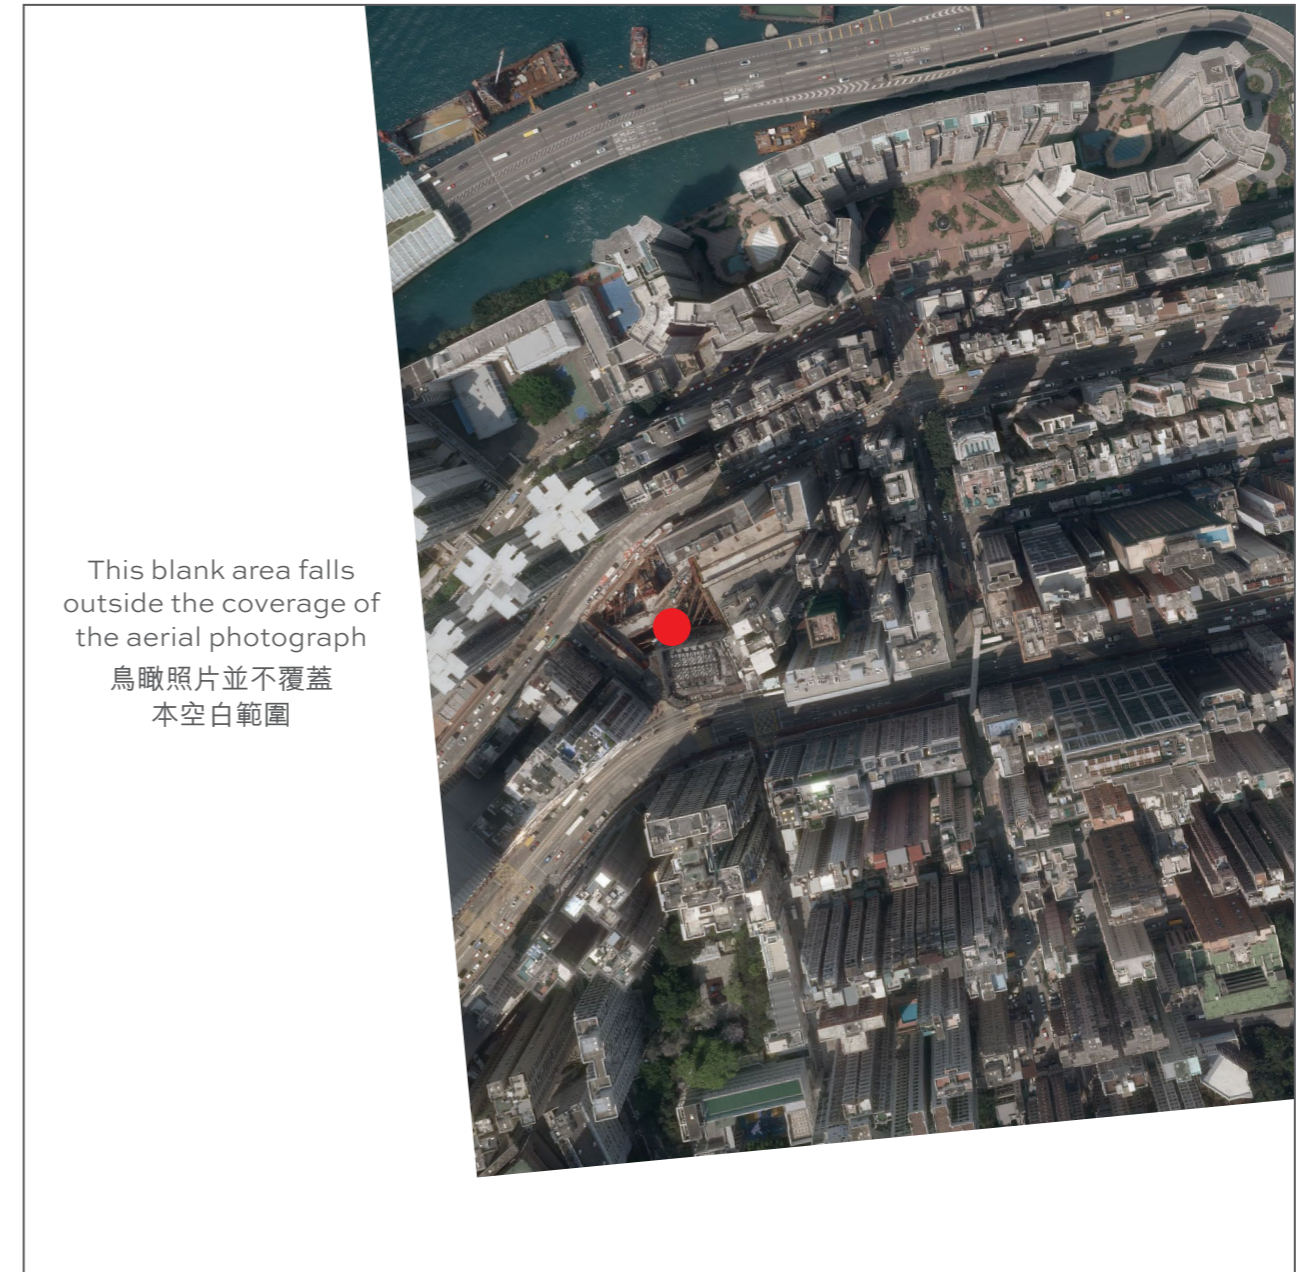 This blank area falls
outside the coverage of
the aerial photograph
鳥瞰照片並不覆蓋
本空白範圍